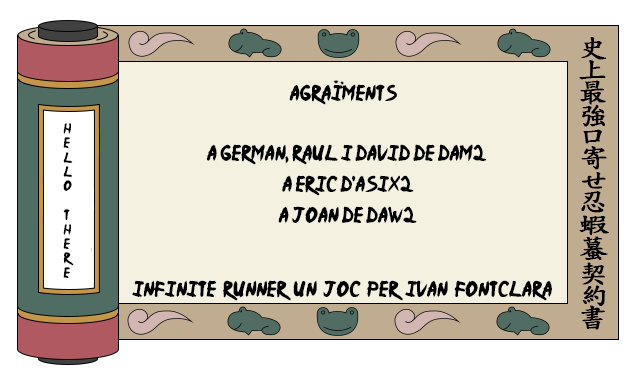 HELLO THERE
AGRAÏMENTS
A GERMAN, RAUL I DAVID DE DAM2
A ERIC D'ASIX2
A JOAN DE DAW2
INFINITE RUNNER UN JOC PER IVAN FONTCLARA
史上最強口寄せ忍蝦蟇契約書